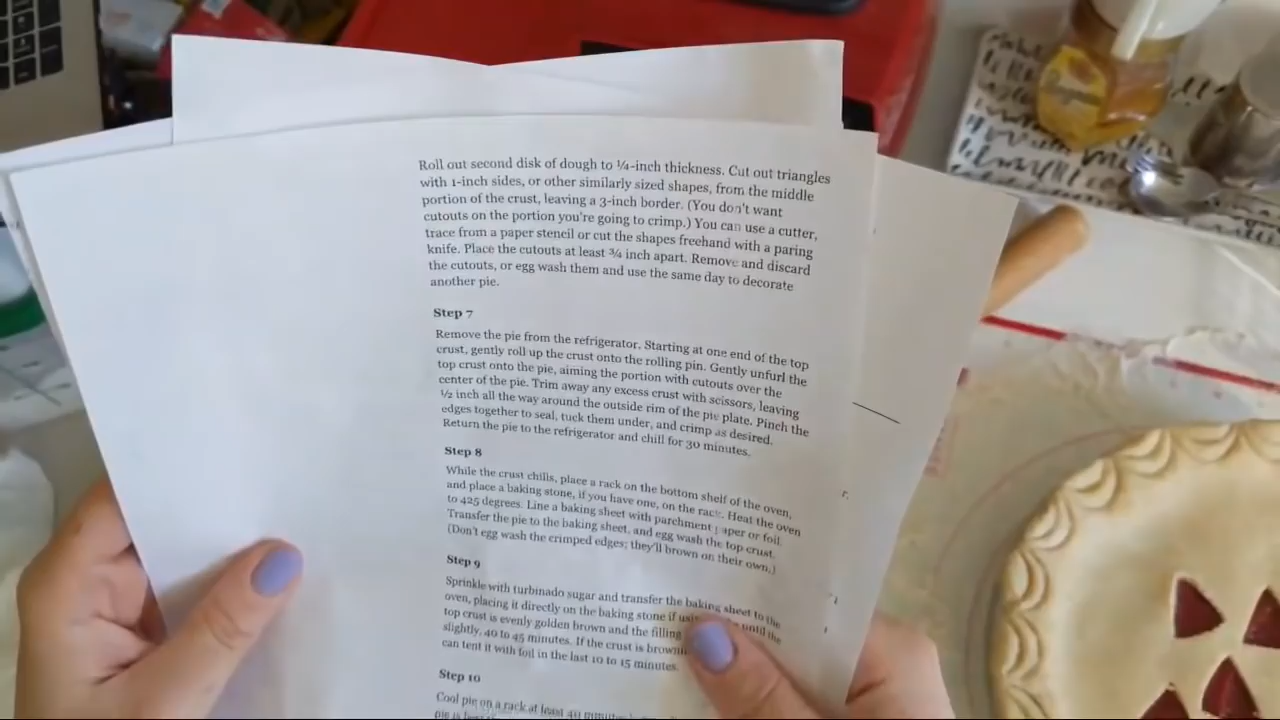 Roll out second disk of dough to ¼-inch thickness. Cut out triangles
with 1-inch sides, or other similarly sized shapes, from the middle
portion of the crust, leaving a 3-inch border. (You don't want
cutouts on the portion you're going to crimp.) You can use a cutter,
trace from a paper stencil or cut the shapes freehand with a paring
knife. Place the cutouts at least ¾ inch apart. Remove and discard
the cutouts, or egg wash them and use the same day to decorate
another pie.
Step 7
Remove the pie from the refrigerator. Starting at one end of the top
crust, gently roll up the crust onto the rolling pin. Gently unfurl the
top crust onto the pie, aiming the portion with cutouts over the
center of the pie. Trim away any excess crust with scissors, leaving
½ inch all the way around the outside rim of the pie plate. Pinch the
edges together to seal, tuck them under, and crimp as desired.
Return the pie to the refrigerator and chill for 30 minutes.
Step 8
While the crust chills, place a rack on the bottom shelf of the oven,
and place a baking stone, if you have one, on the rack. Heat the oven
to 425 degrees. Line a baking sheet with parchment paper or foil.
Transfer the pie to the baking sheet, and egg wash the top crust.
(Don't egg wash the crimped edges; they'll brown on their own.)
Step 9
Sprinkle with turbinado sugar and transfer the baking sheet to the
oven, placing it directly on the baking stone if until the
top crust is evenly golden brown and the filling
slightly, 40 to 45 minutes. If the crust is
can tent it with foil in the last 10 to 15 minutes.
Step 10
Cool pie on a rack at least 40
pie is